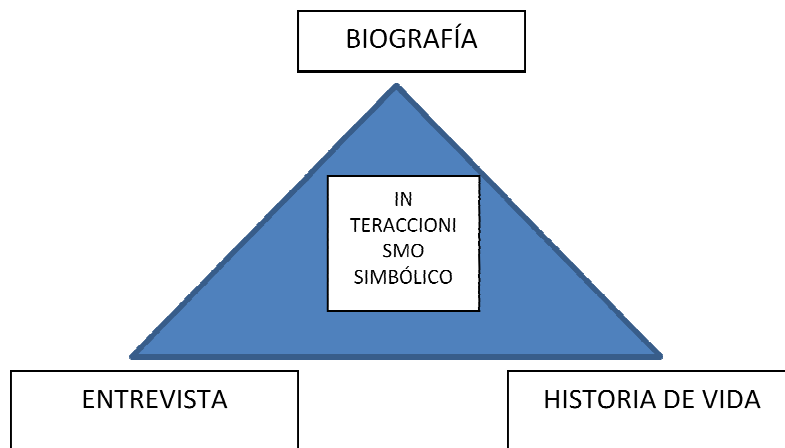 BIOGRAFÍA
IN
TERACCIONI
SMO
SIMBÓLICO
ENTREVISTA
HISTORIA DE VIDA